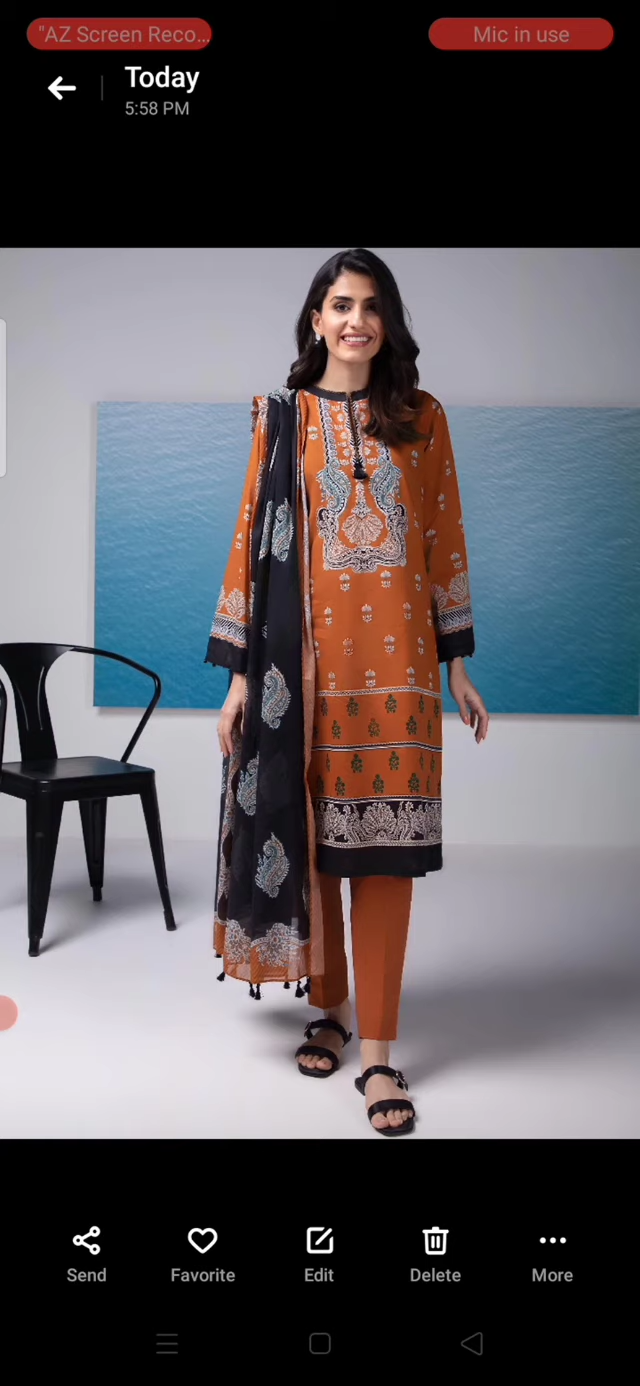 "AZ Screen Reco...
Mic in use
Today
5:58 PM
Send
Favorite
Edit
Delete
More